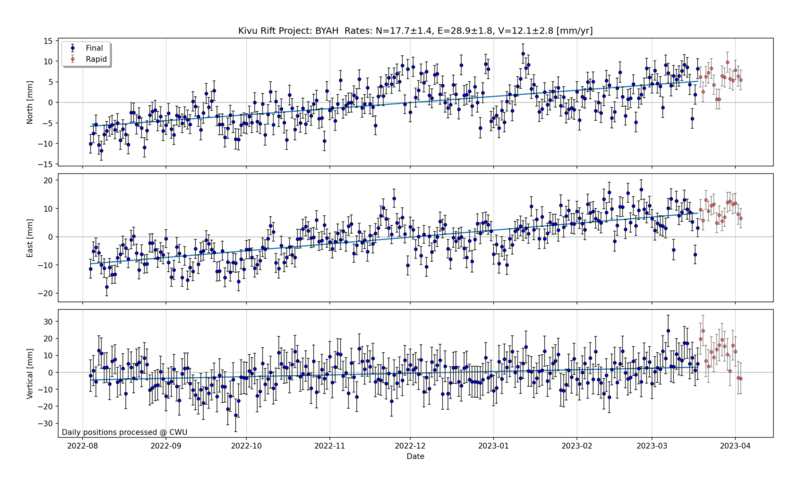 Kivu Rift Project: BYAH  Rates: N=17.7±1.4, E=28.9±1.8, V=12.1±2.8 [mm/yr]
Final
Rapid
North [mm]
15
10
5
0
−5
−10
−15
East [mm]
20
10
0
−10
−20
Vertical [mm]
30
20
10
0
−10
−20
−30
Daily positions processed @ CWU
2022-08 2022-09 2022-10 2022-11 2022-12 2023-01 2023-02 2023-03 2023-04
Date